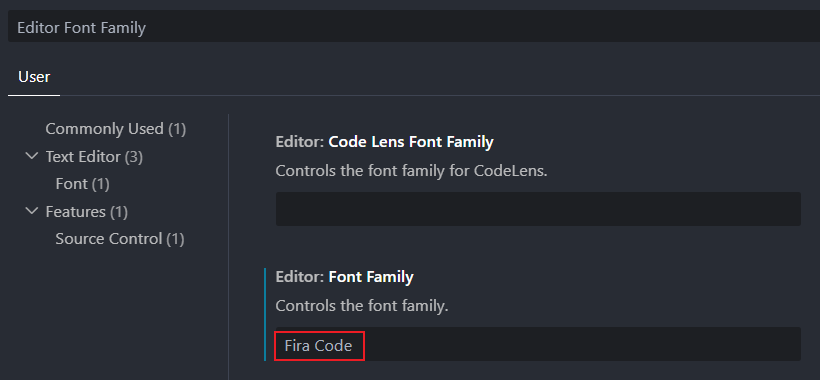 Editor Font Family
User
Commonly Used (1)
Text Editor (3)
Font (1)
Features (1)
Source Control (1)
Editor: Code Lens Font Family
Controls the font family for CodeLens.
Editor: Font Family
Controls the font family.
Fira Code